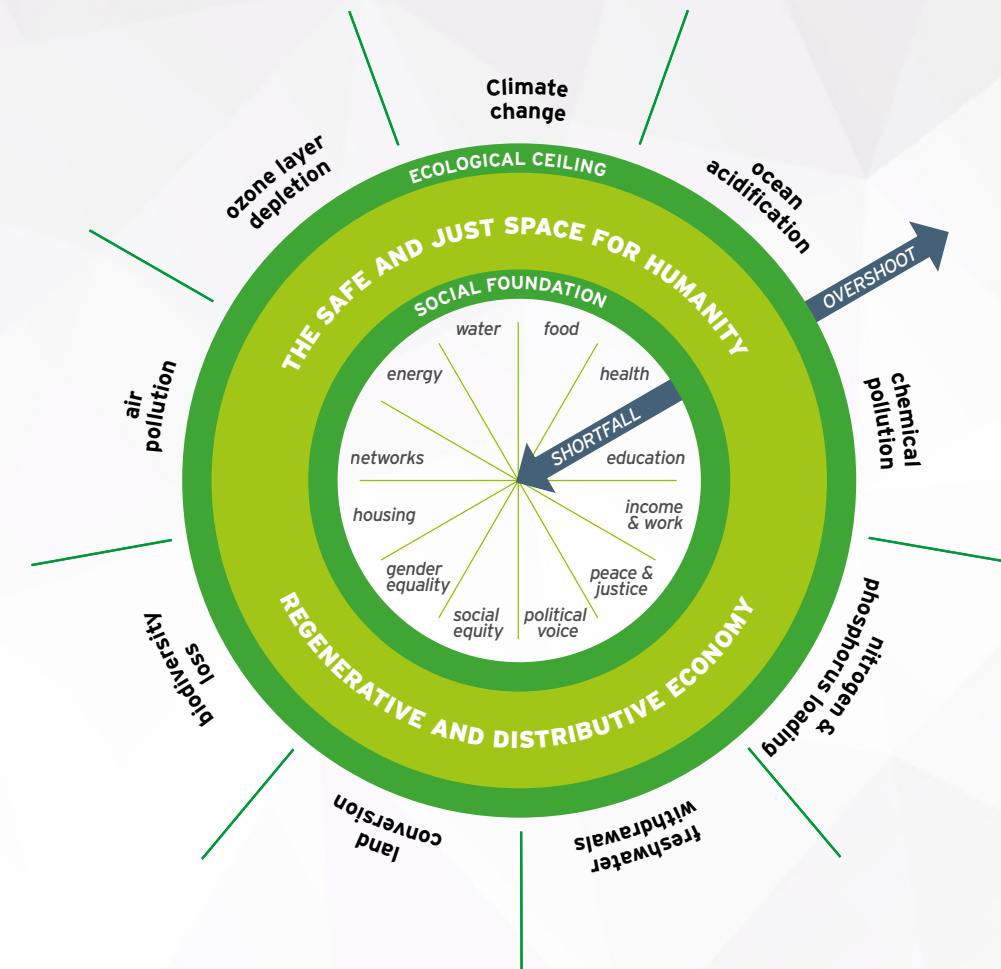 Climate
change
ocean
acidification
OVERSHOOT
chemical
pollution
nitrogen &
phosphorus loading
freshwater
withdrawals
land
conversion
biodiversity
loss
air
pollution
ozone layer
depletion
ECOLOGICAL CEILING
THE SAFE AND JUST SPACE FOR HUMANITY
SOCIAL FOUNDATION
water
food
energy
health
SHORTFALL
networks
education
housing
income
& work
gender
equality
peace &
justice
social
equity
political
voice
REGENERATIVE AND DISTRIBUTIVE ECONOMY